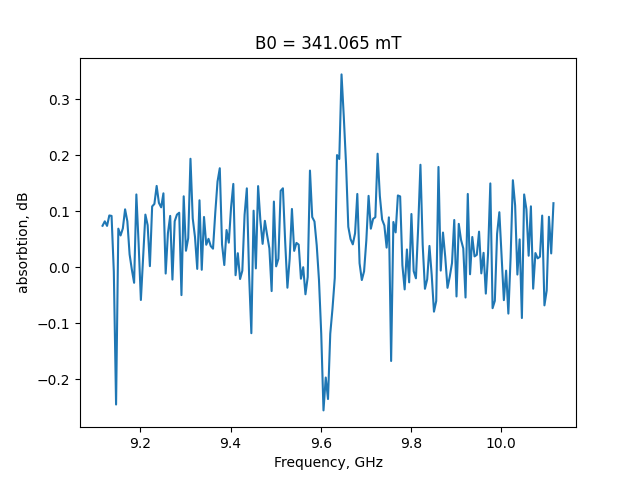 B0 = 341.065 mT
absorbtion, dB
0.3
0.2
0.1
0.0
−0.1
−0.2
9.2 9.4 9.6 9.8 10.0
Frequency, GHz